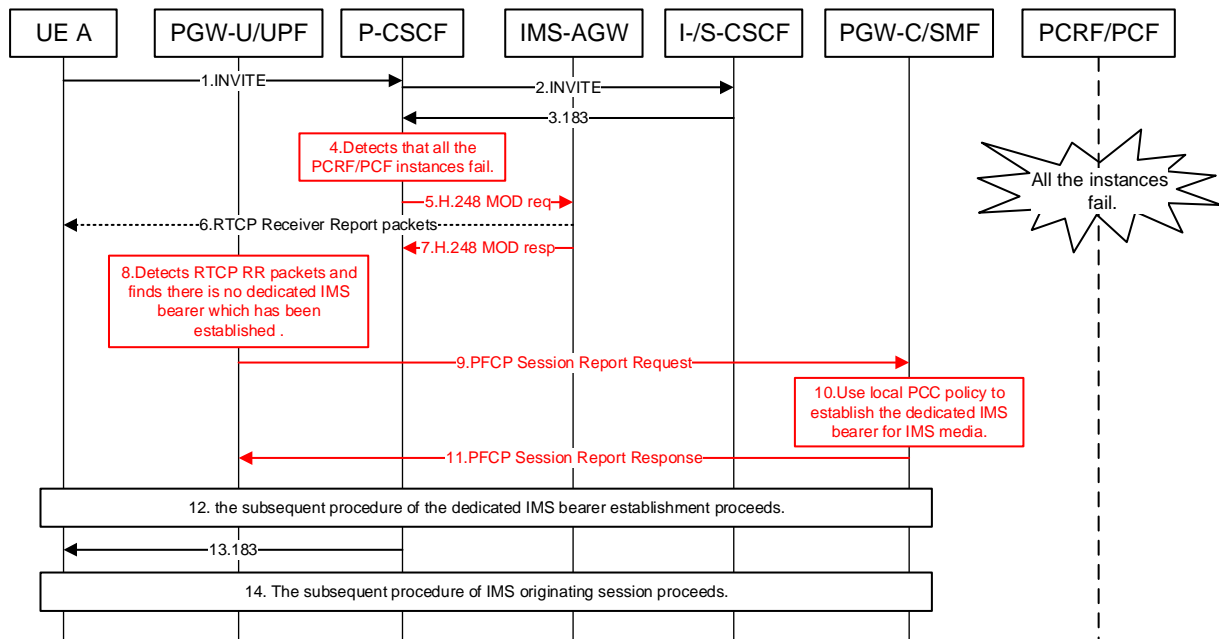 UE A
PGW-U/UPF
P-CSCF
IMS-AGW
I-/S-CSCF
PGW-C/SMF
PCRF/PCF
1.INVITE
2.INVITE
3.183
4.Detects that all the
PCRF/PCF instances fail.
All the instances
fail.
5.H.248 MOD req
6.RTCP Receiver Report packets
7.H.248 MOD resp
8.Detects RTCP RR packets and
finds there is no dedicated IMS
bearer which has been
established .
9.PFCP Session Report Request
10.Use local PCC policy to
establish the dedicated IMS
bearer for IMS media.
11.PFCP Session Report Response
12. the subsequent procedure of the dedicated IMS bearer establishment proceeds.
13.183
14. The subsequent procedure of IMS originating session proceeds.